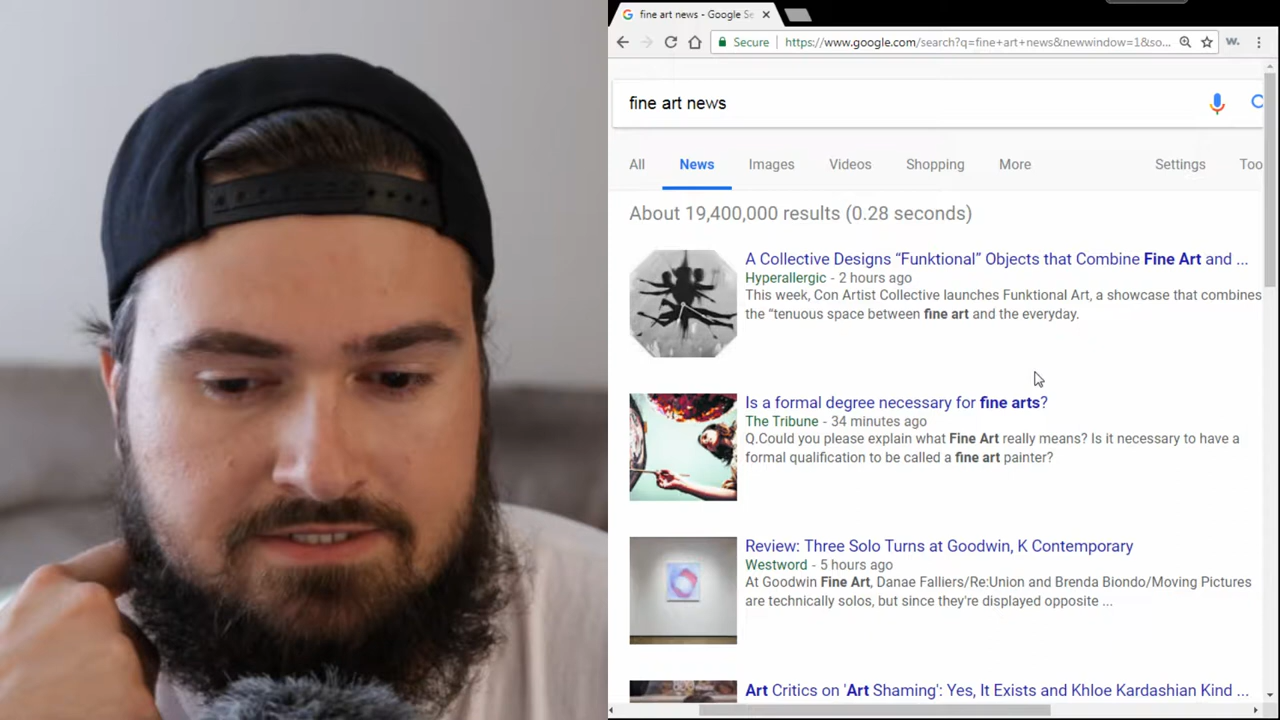 fine art news - Google Se
Secure
https://www.google.com/search?q=fine+art+news&newwindow=1&so...
W.
fine art news
All
News
Images
Videos
Shopping
More
Settings
Too
About 19,400,000 results (0.28 seconds)
A Collective Designs “Funktional” Objects that Combine Fine Art and ...
Hyperallergic - 2 hours ago
This week, Con Artist Collective launches Funktional Art, a showcase that combines
the “tenuous space between fine art and the everyday.
Is a formal degree necessary for fine arts?
The Tribune - 34 minutes ago
Q.Could you please explain what Fine Art really means? Is it necessary to have a
formal qualification to be called a fine art painter?
Review: Three Solo Turns at Goodwin, K Contemporary
Westword - 5 hours ago
At Goodwin Fine Art, Danae Falliers/Re:Union and Brenda Biondo/Moving Pictures
are technically solos, but since they're displayed opposite ...
Art Critics on 'Art Shaming': Yes, It Exists and Khloe Kardashian Kind ...